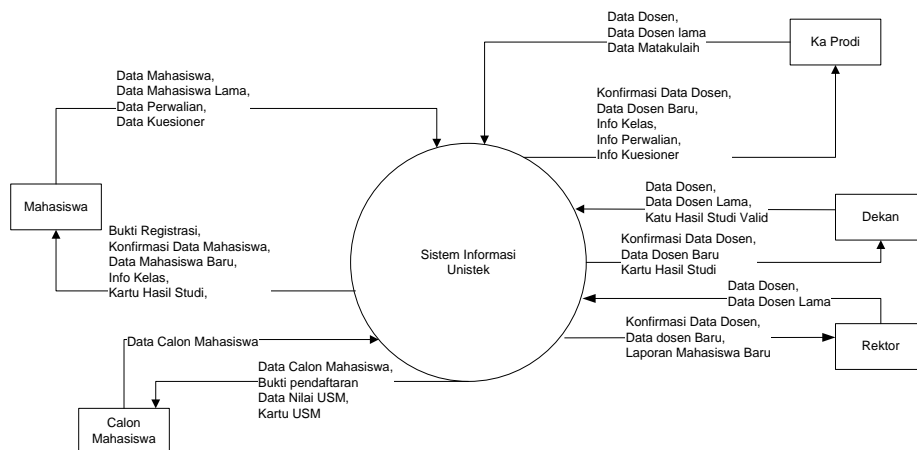 Data Dosen,
Data Dosen lama
Data Matakulaih
Ka Prodi
Data Mahasiswa,
Data Mahasiswa Lama,
Data Perwalian,
Data Kuesioner
Konfirmasi Data Dosen,
Data Dosen Baru,
Info Kelas,
Info Perwalian,
Info Kuesioner
Mahasiswa
Data Dosen,
Data Dosen Lama,
Katu Hasil Studi Valid
Dekan
Bukti Registrasi,
Konfirmasi Data Mahasiswa,
Data Mahasiswa Baru,
Info Kelas,
Kartu Hasil Studi,
Sistem Informasi
Unistek
Konfirmasi Data Dosen,
Data Dosen Baru
Kartu Hasil Studi
Data Dosen,
Data Dosen Lama
Konfirmasi Data Dosen,
Data dosen Baru,
Laporan Mahasiswa Baru
Rektor
Data Calon Mahasiswa
Data Calon Mahasiswa,
Bukti pendaftaran
Data Nilai USM,
Kartu USM
Calon
Mahasiswa